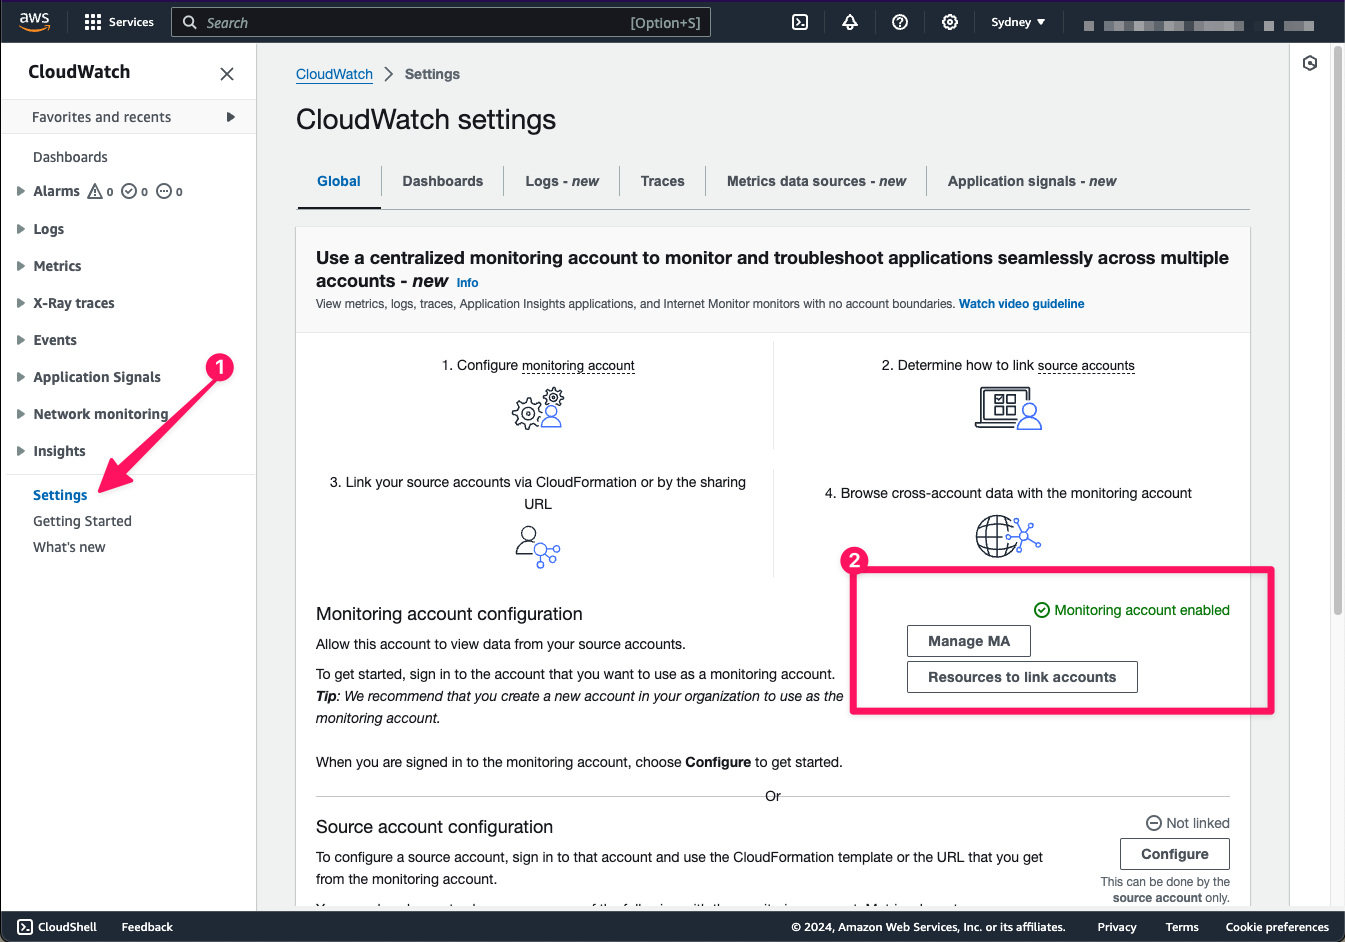 aws
Services
Search
[Option+S]
Sydney
CloudWatch
Favorites and recents
Dashboards
Alarms 0 0 0
Logs
Metrics
X-Ray traces
Events
Application Signals
1
Network monitoring
Insights
Settings
Getting Started
What's new
CloudWatch > Settings
CloudWatch settings
Global
Dashboards
Logs - new
Traces
Metrics data sources - new
Application signals - new
Use a centralized monitoring account to monitor and troubleshoot applications seamlessly across multiple
accounts - new Info
View metrics, logs, traces, Application Insights applications, and Internet Monitor monitors with no account boundaries. Watch video guideline
1. Configure monitoring account
2. Determine how to link source accounts
3. Link your source accounts via CloudFormation or by the sharing
URL
4. Browse cross-account data with the monitoring account
2
Monitoring account configuration
Allow this account to view data from your source accounts.
To get started, sign in to the account that you want to use as a monitoring account.
Tip: We recommend that you create a new account in your organization to use as the
monitoring account.
When you are signed in to the monitoring account, choose Configure to get started.
Monitoring account enabled
Manage MA
Resources to link accounts
Or
Source account configuration
To configure a source account, sign in to that account and use the CloudFormation template or the URL that you get
from the monitoring account.
Not linked
Configure
This can be done by the
source account only.
CloudShell
Feedback
© 2024, Amazon Web Services, Inc. or its affiliates.
Privacy
Terms
Cookie preferences